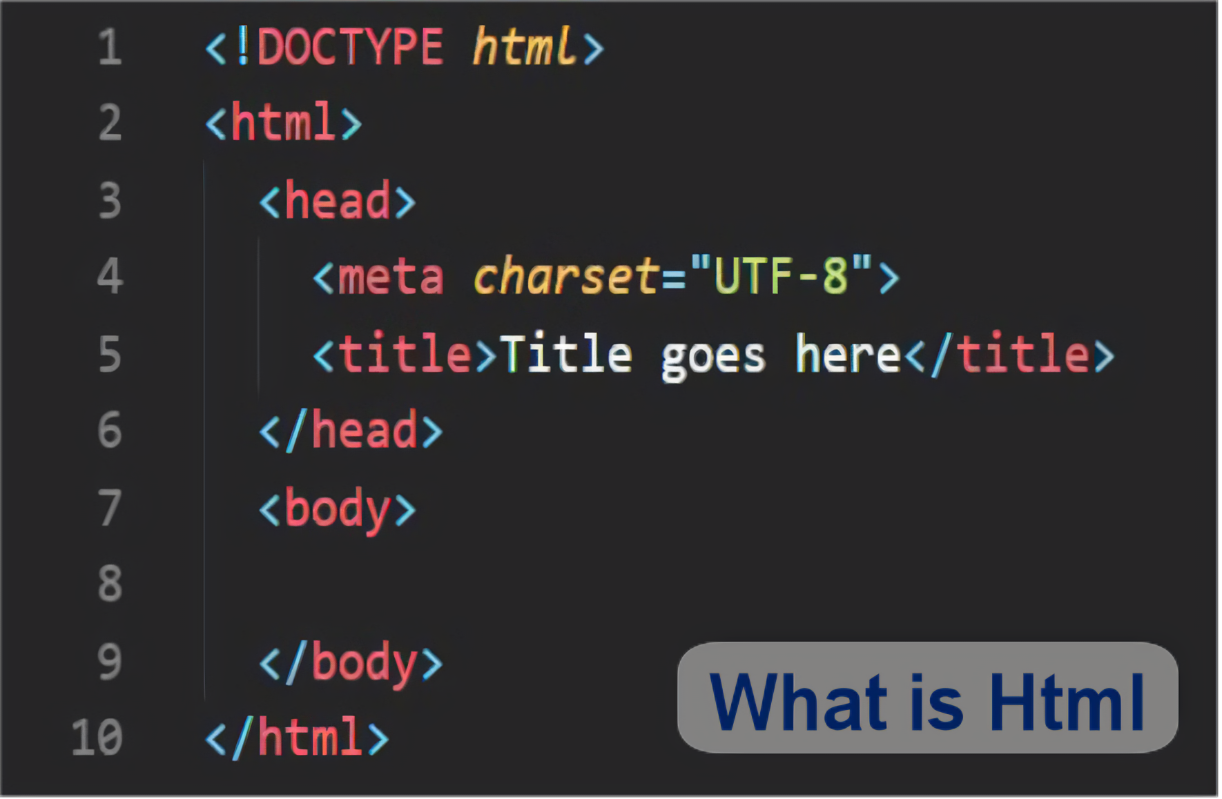 1 <!DOCTYPE html>
2 <html>
3   <head>
4     <meta charset="UTF-8">
5     <title>Title goes here</title>
6   </head>
7   <body>
8
9   </body>
10 </html>
What is Html